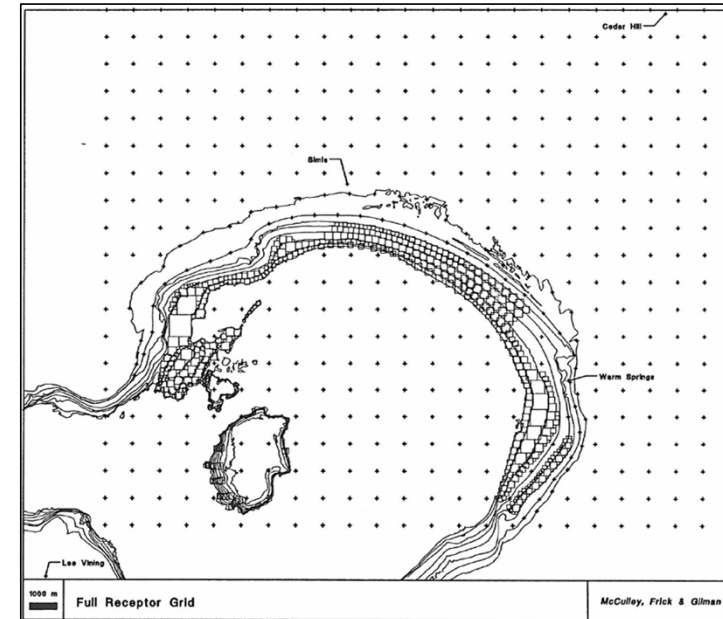 Cedar Hill
Simis
Warm Springs
Lee Vining
1000 m
Full Receptor Grid
McCulley, Frick & Gilman